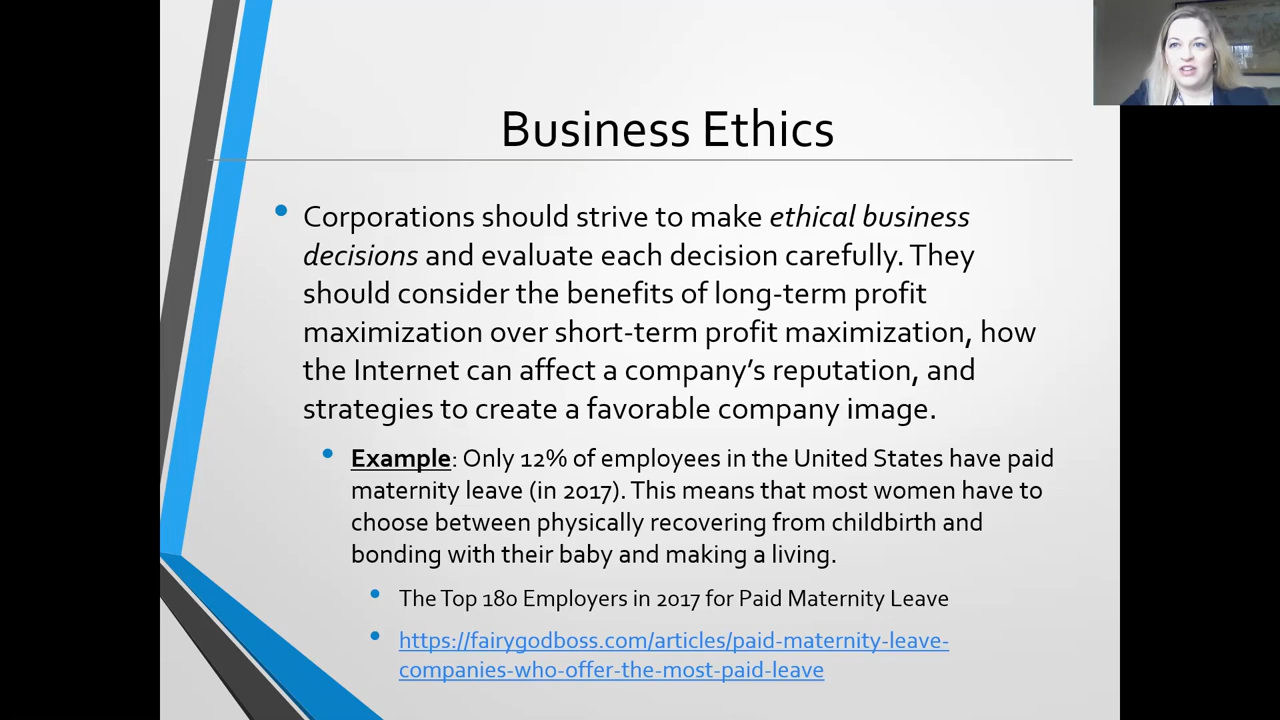 Business Ethics
Corporations should strive to make ethical business
decisions and evaluate each decision carefully. They
should consider the benefits of long-term profit
maximization over short-term profit maximization, how
the Internet can affect a company’s reputation, and
strategies to create a favorable company image.
Example: Only 12% of employees in the United States have paid
maternity leave (in 2017). This means that most women have to
choose between physically recovering from childbirth and
bonding with their baby and making a living.
The Top 180 Employers in 2017 for Paid Maternity Leave
https://fairygodboss.com/articles/paid-maternity-leave-
companies-who-offer-the-most-paid-leave